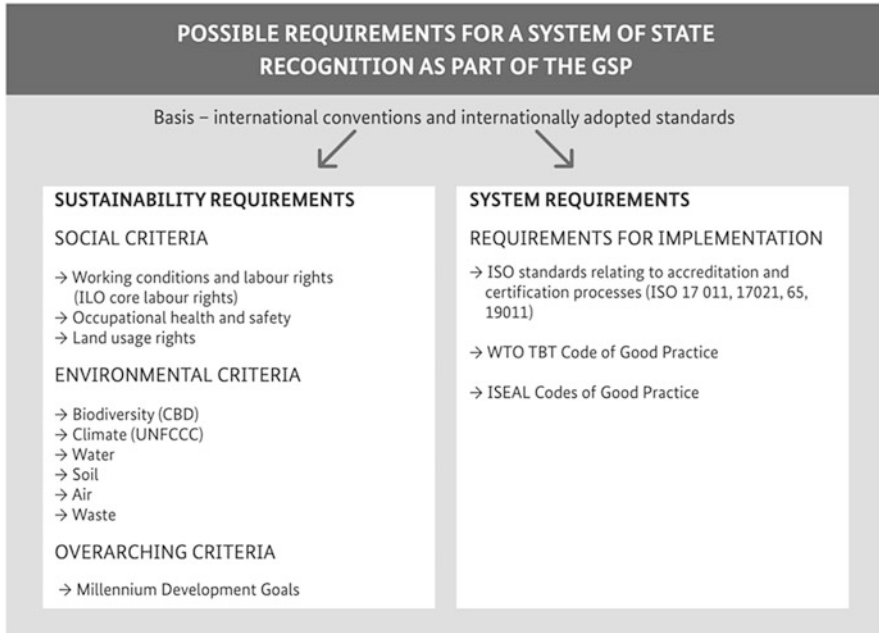 POSSIBLE REQUIREMENTS FOR A SYSTEM OF STATE
RECOGNITION AS PART OF THE GSP
Basis – international conventions and internationally adopted standards
SUSTAINABILITY REQUIREMENTS
SOCIAL CRITERIA
→ Working conditions and labour rights
(ILO core labour rights)
→ Occupational health and safety
→ Land usage rights
ENVIRONMENTAL CRITERIA
→ Biodiversity (CBD)
→ Climate (UNFCCC)
→ Water
→ Soil
→ Air
→ Waste
OVERARCHING CRITERIA
→ Millennium Development Goals
SYSTEM REQUIREMENTS
REQUIREMENTS FOR IMPLEMENTATION
→ ISO standards relating to accreditation and
certification processes (ISO 17 011, 17021, 65,
19011)
→ WTO TBT Code of Good Practice
→ ISEAL Codes of Good Practice